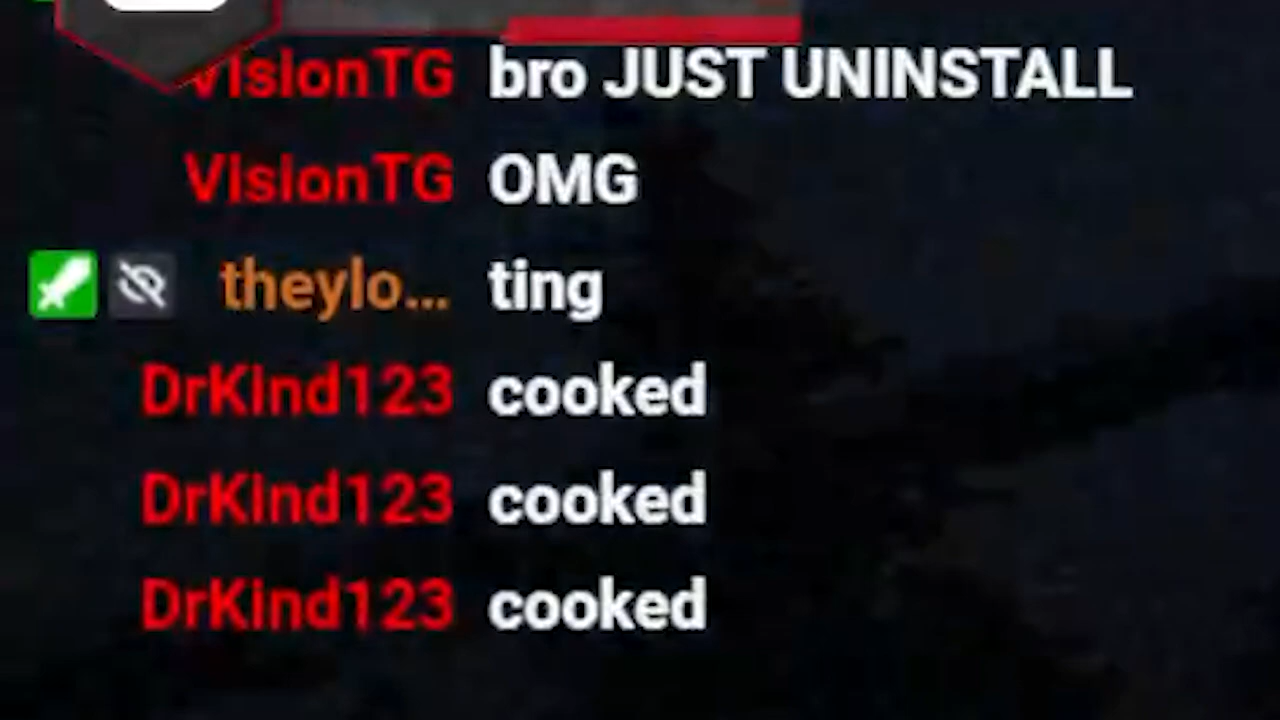 VIsionTG bro JUST UNINSTALL
VIsionTG OMG
theylo... ting
DrKind123 cooked
DrKind123 cooked
DrKind123 cooked